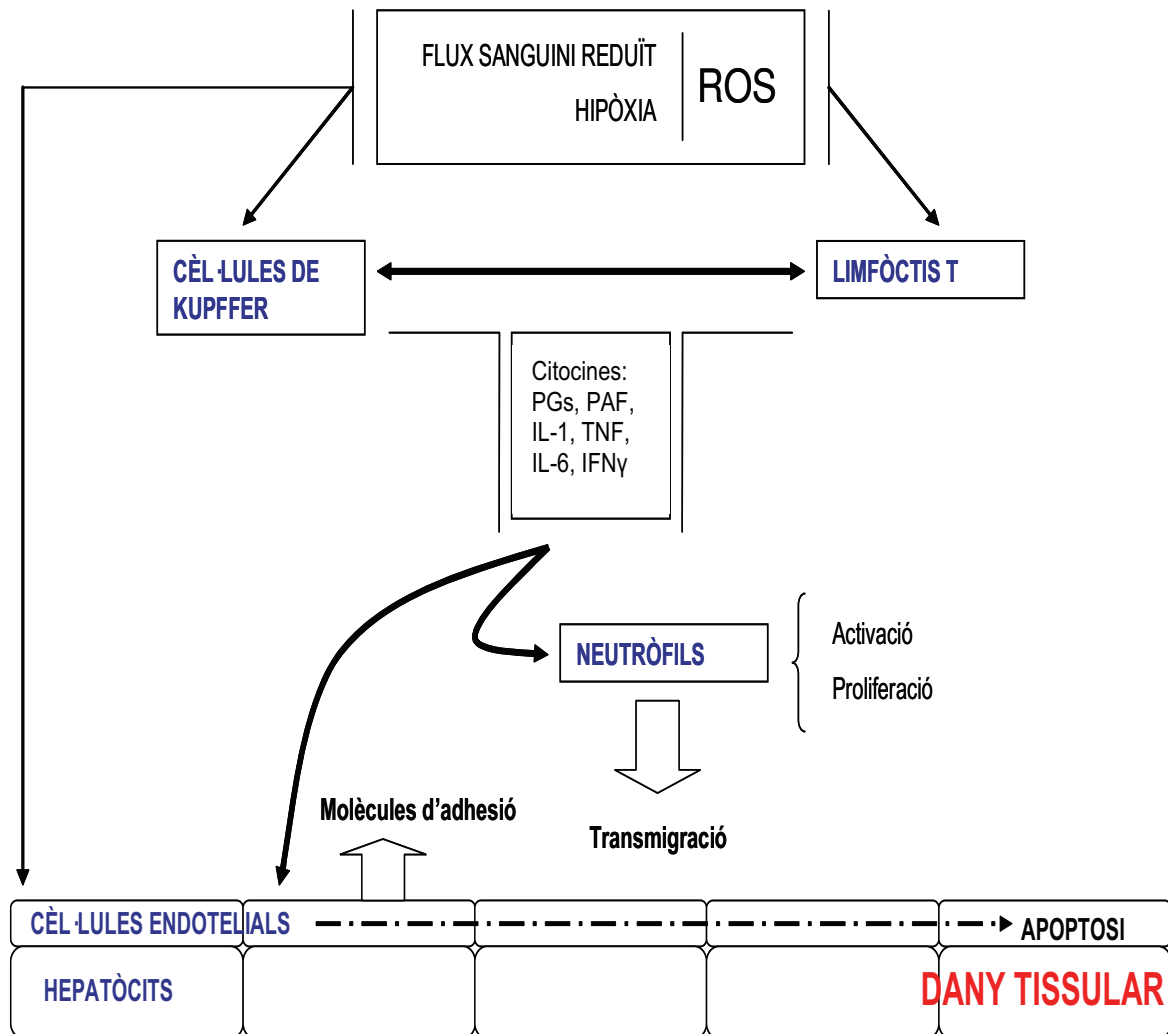 FLUX SANGUINI REDUÏT
HIPÒXIA
ROS
CÈL·LULES DE
KUPFFER
LIMFÒCTIS T
Citocines:
PGs, PAF,
IL-1, TNF,
IL-6, IFNγ
NEUTRÒFILS
Activació
Proliferació
Molècules d'adhesió
Transmigració
CÈL·LULES ENDOTELIALS
APOPTOSI
HEPATÒCITS
DANY TISSULAR